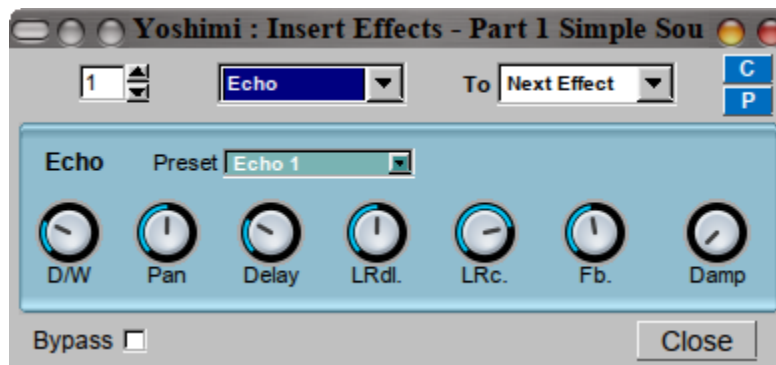 Yoshimi : Insert Effects - Part 1 Simple Sou
1 Echo To Next Effect C
P
Echo Preset Echo 1
D/W Pan Delay LRdl. LRc. Fb. Damp
Bypass Close